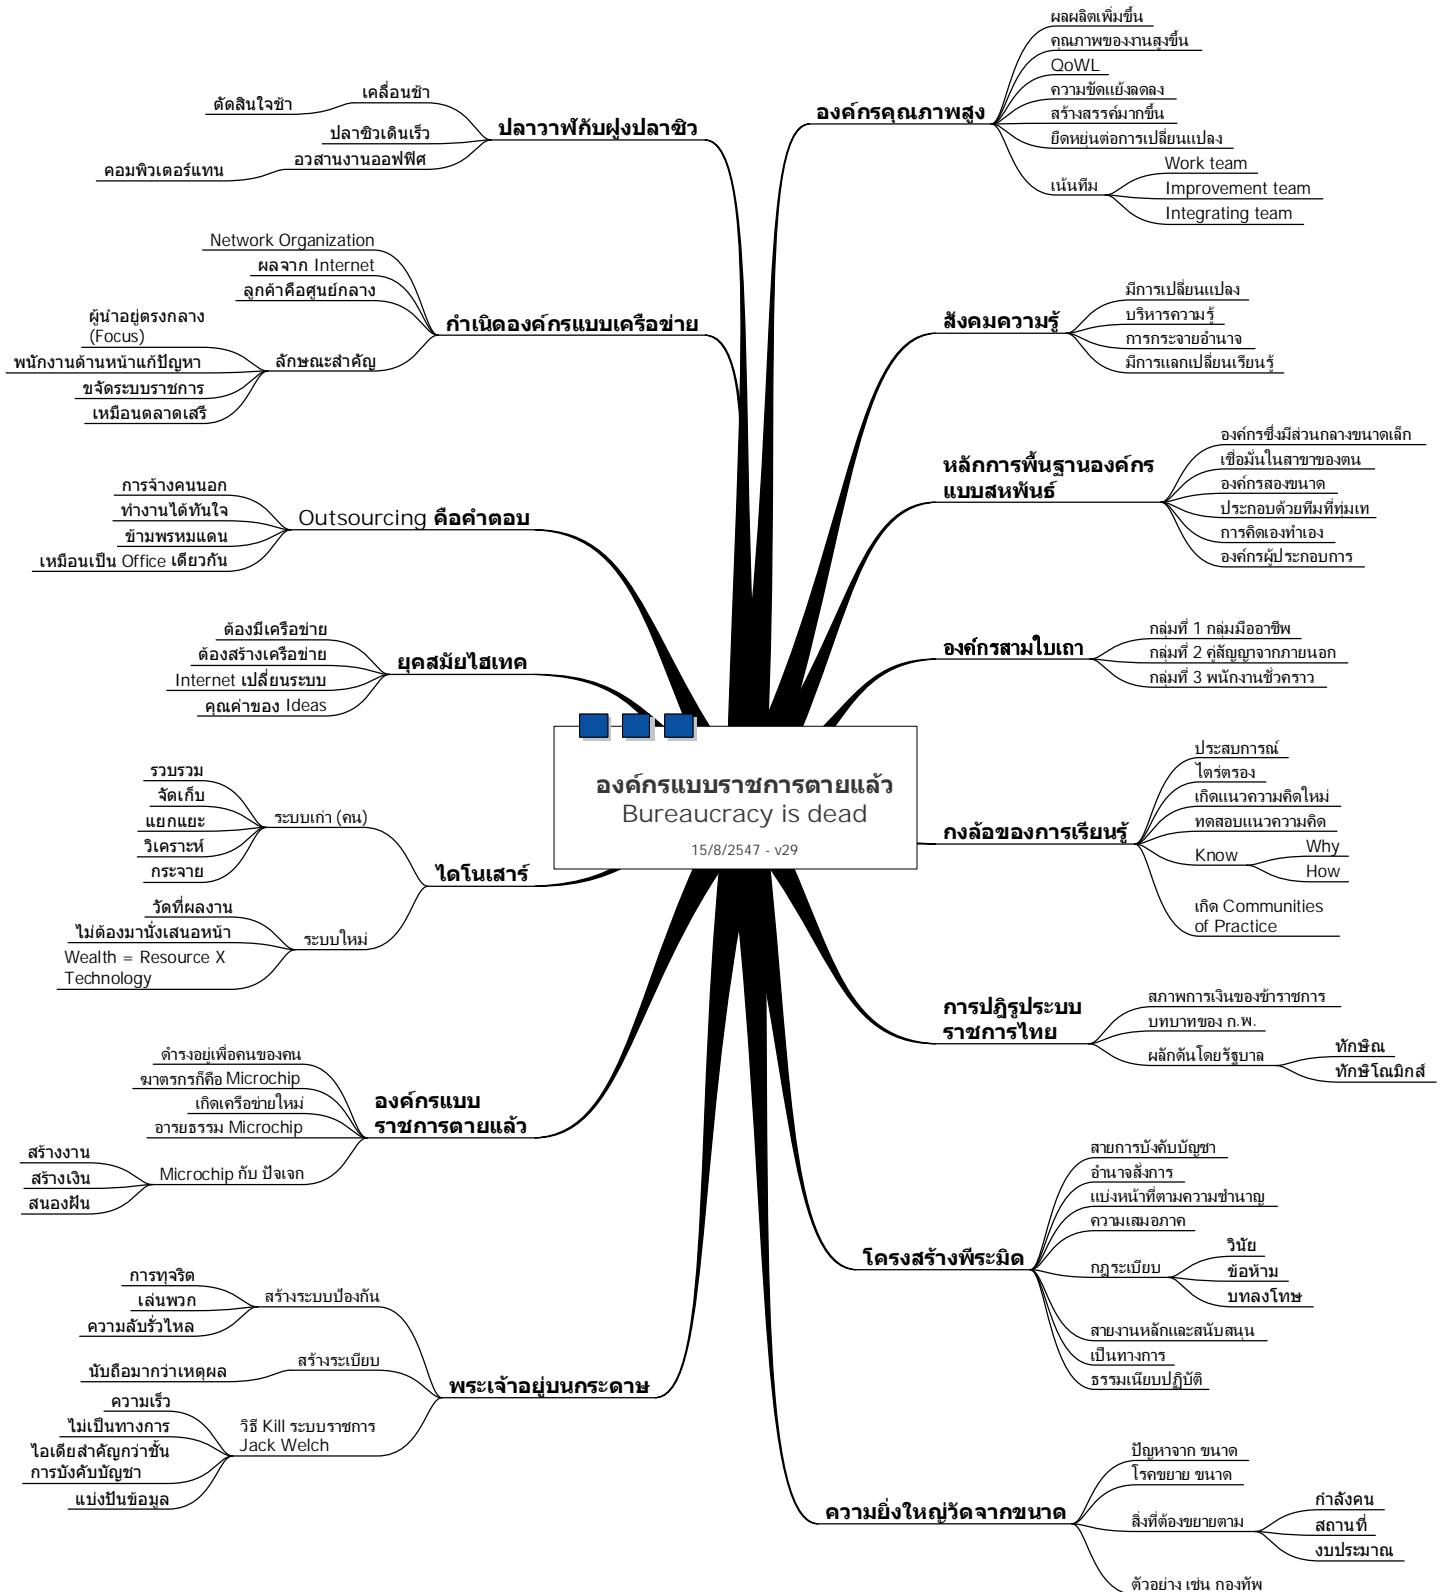 องค์กรแบบราชการตายแล้ว
Bureaucracy is dead
15/8/2547 - v29
องค์กรคุณภาพสูง
ผลผลิตเพิ่มขึ้น
คุณภาพของงานสูงขึ้น
QoWL
ความขัดแย้งลดลง
สร้างสรรค์มากขึ้น
ยืดหยุ่นต่อการเปลี่ยนแปลง
เน้นทีม
Work team
Improvement team
Integrating team
สังคมความรู้
มีการเปลี่ยนแปลง
บริหารความรู้
การกระจายอำนาจ
มีการแลกเปลี่ยนเรียนรู้
หลักการพื้นฐานองค์กร
แบบสหพันธ์
องค์กรซึ่งมีส่วนกลางขนาดเล็ก
เชื่อมั่นในสาขาของตน
องค์กรสองขนาด
ประกอบด้วยทีมที่ทุ่มเท
การคิดเองทำเอง
องค์กรผู้ประกอบการ
องค์กรสามใบเถา
กลุ่มที่ 1 กลุ่มมืออาชีพ
กลุ่มที่ 2 คู่สัญญาจากภายนอก
กลุ่มที่ 3 พนักงานชั่วคราว
กงล้อของการเรียนรู้
ประสบการณ์
ไตร่ตรอง
เกิดแนวความคิดใหม่
ทดสอบแนวความคิด
Know
Why
How
เกิด Communities
of Practice
การปฎิรูประบบ
ราชการไทย
สภาพการเงินของข้าราชการ
บทบาทของ ก.พ.
ผลักดันโดยรัฐบาล
ทักษิณ
ทักษิโณมิกส์
โครงสร้างพีระมิด
สายการบังคับบัญชา
อำนาจสั่งการ
แบ่งหน้าที่ตามความชำนาญ
ความเสมอภาค
กฎระเบียบ
วินัย
ข้อห้าม
บทลงโทษ
สายงานหลักและสนับสนุน
เป็นทางการ
ธรรมเนียบปฏิบัติ
ความยิ่งใหญ่วัดจากขนาด
ปัญหาจาก ขนาด
โรคขยาย ขนาด
สิ่งที่ต้องขยายตาม
กำลังคน
สถานที่
งบประมาณ
ตัวอย่าง เช่น กองทัพ
ปลาวาฬกับฝูงปลาซิว
เคลื่อนช้า
ตัดสินใจช้า
ปลาซิวเดินเร็ว
อวสานงานออฟฟิศ
คอมพิวเตอร์แทน
กำเนิดองค์กรแบบเครือข่าย
Network Organization
ผลจาก Internet
ลูกค้าคือศูนย์กลาง
ลักษณะสำคัญ
ผู้นำอยู่ตรงกลาง
(Focus)
พนักงานด้านหน้าแก้ปัญหา
ขจัดระบบราชการ
เหมือนตลาดเสรี
Outsourcing คือคำตอบ
การจ้างคนนอก
ทำงานได้ทันใจ
ข้ามพรหมแดน
เหมือนเป็น Office เดียวกัน
ยุคสมัยไฮเทค
ต้องมีเครือข่าย
ต้องสร้างเครือข่าย
Internet เปลี่ยนระบบ
คุณค่าของ Ideas
ไดโนเสาร์
ระบบเก่า (คน)
รวบรวม
จัดเก็บ
แยกแยะ
วิเคราะห์
กระจาย
ระบบใหม่
วัดที่ผลงาน
ไม่ต้องมานั่งเสนอหน้า
Wealth = Resource X
Technology
องค์กรแบบ
ราชการตายแล้ว
ดำรงอยู่เพื่อคนของคน
ฆาตรกรก็คือ Microchip
เกิดเครือข่ายใหม่
อารยธรรม Microchip
Microchip กับ ปัจเจก
สร้างงาน
สร้างเงิน
สนองฝัน
พระเจ้าอยู่บนกระดาษ
สร้างระบบป้องกัน
การทุจริต
เล่นพวก
ความลับรั่วไหล
สร้างระเบียบ
นับถือมากว่าเหตุผล
วิธี Kill ระบบราชการ
Jack Welch
ความเร็ว
ไม่เป็นทางการ
ไอเดียสำคัญกว่าชั้น
การบังคับบัญชา
แบ่งปันข้อมูล